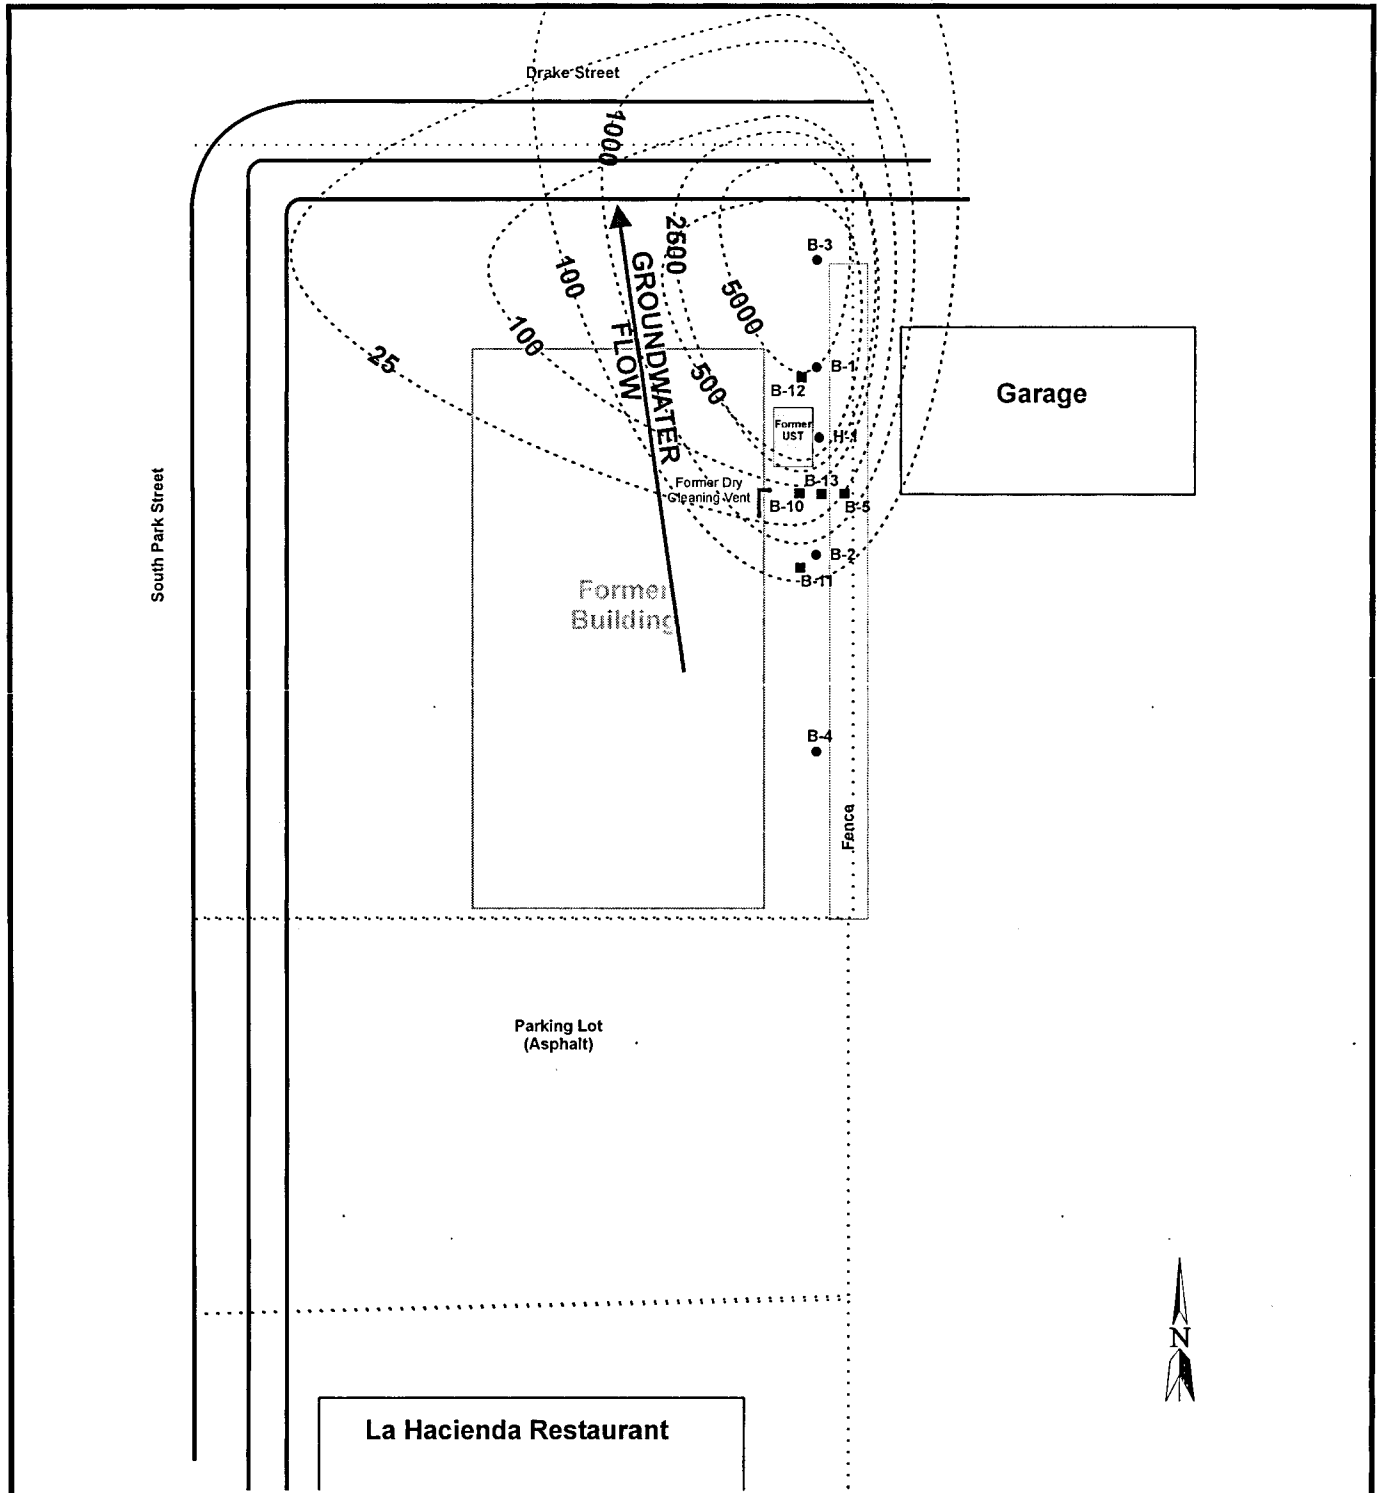 Drake Street
1000
B-3
100
GROUNDWATER
FLOW
5000
100
25
500
B-1
B-12
Garage
Former
UST
H-1
B-13
Former Dry
Cleaning Vent
B-10
B-5
B-2
B-11
South Park Street
Former
Building
B-4
Fence
Parking Lot
(Asphalt)
N
La Hacienda Restaurant